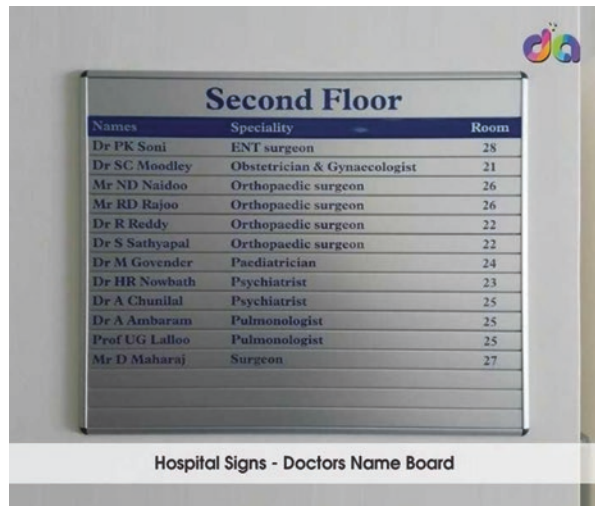 da
Second Floor
Names Speciality Room
Dr PK Soni ENT surgeon 28
Dr SC Moodley Obstetrician & Gynaecologist 21
Mr ND Naidoo Orthopaedic surgeon 26
Mr RD Rajoo Orthopaedic surgeon 26
Dr R Reddy Orthopaedic surgeon 22
Dr S Sathyapal Orthopaedic surgeon 22
Dr M Govender Paediatrician 24
Dr HR Nowbath Psychiatrist 23
Dr A Chunilal Psychiatrist 25
Dr A Ambaram Pulmonologist 25
Prof UG Lalloo Pulmonologist 25
Mr D Maharaj Surgeon 27
Hospital Signs - Doctors Name Board